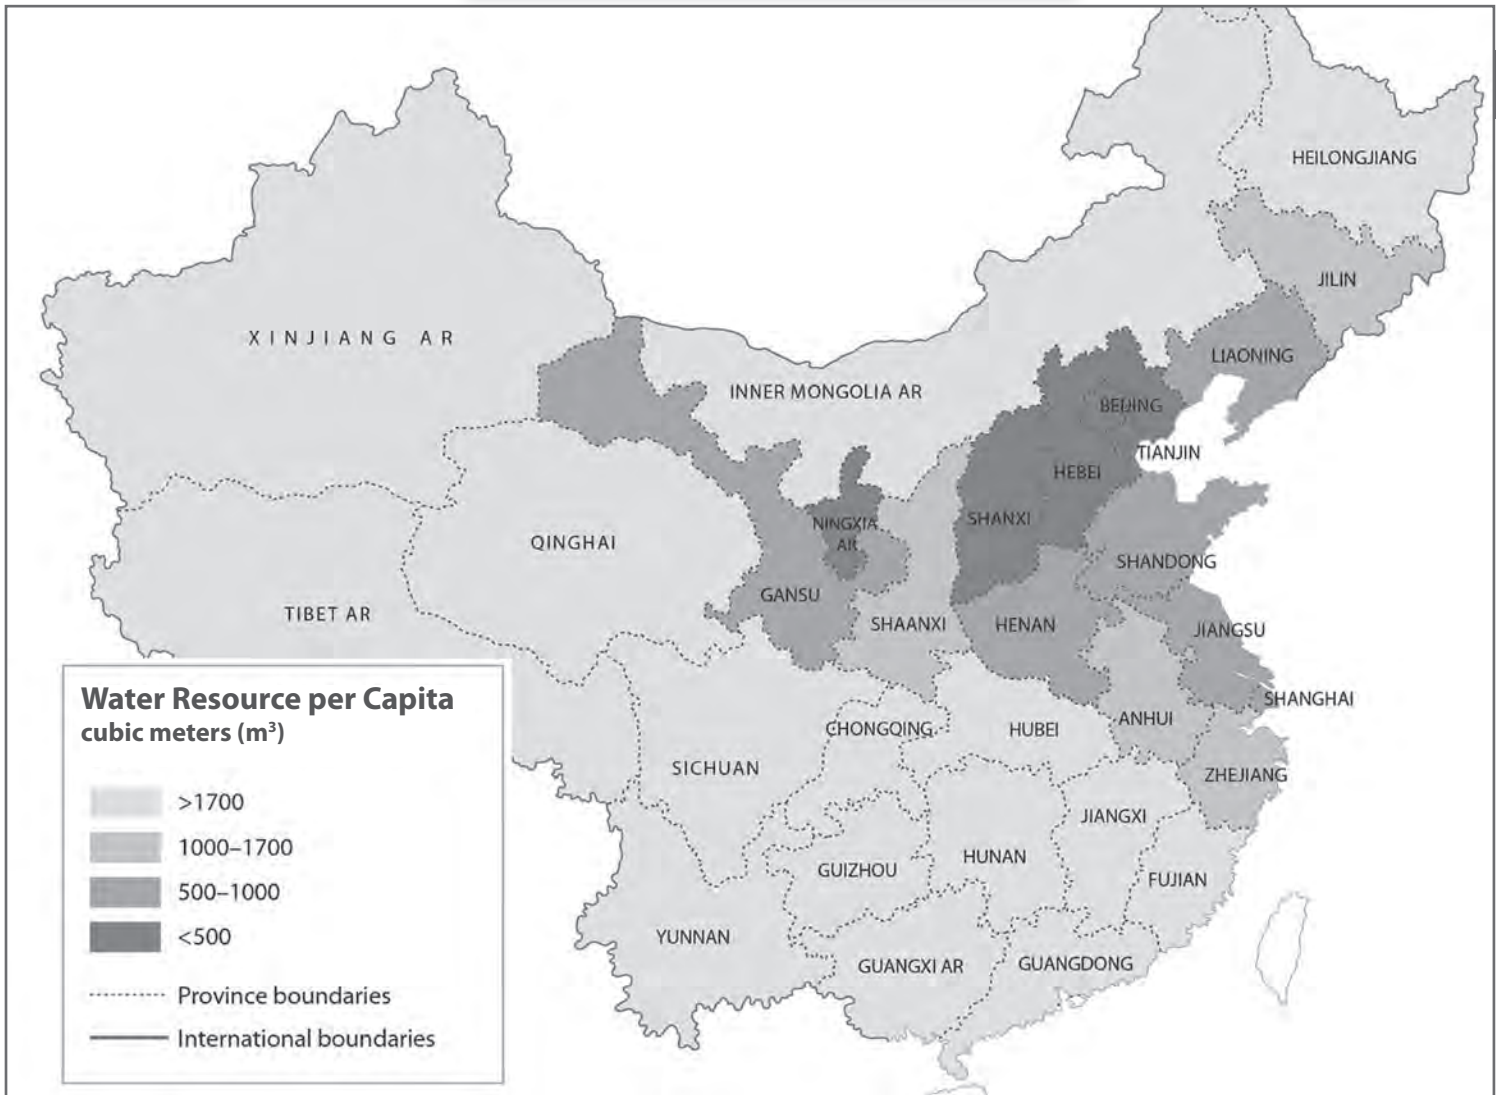 HEILONGJIANG
JILIN
XINJIANG AR
LIAONING
INNER MONGOLIA AR
BEIJING
TIANJIN
HEBEI
SHANXI
NINGXIA
AR
QINGHAI
SHANDONG
GANSU
TIBET AR
SHAANXI
HENAN
JIANGSU
SHANGHAI
ANHUI
CHONGQING
HUBEI
SICHUAN
ZHEJIANG
JIANGXI
HUNAN
GUIZHOU
FUJIAN
YUNNAN
GUANGXI AR
GUANGDONG
Water Resource per Capita
cubic meters (m³)
>1700
1000–1700
500–1000
<500
Province boundaries
International boundaries